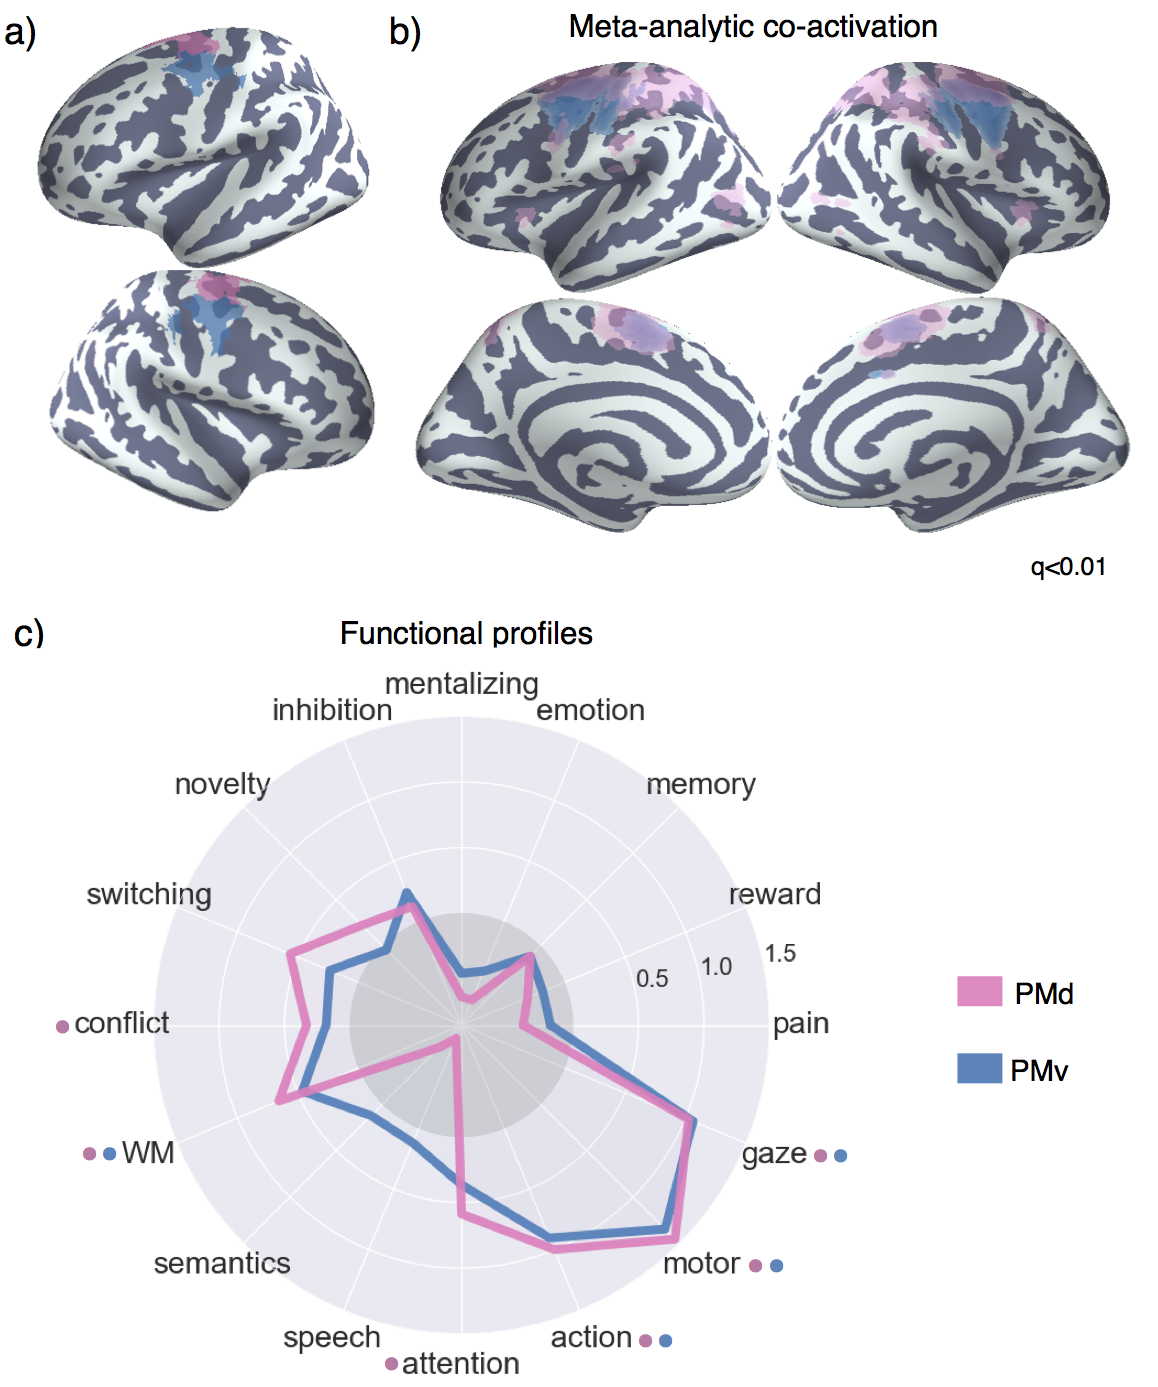 a)
b)
Meta-analytic co-activation
q<0.01
c)
Functional profiles
mentalizing
inhibition
emotion
novelty
memory
switching
reward
0.5
1.0
1.5
conflict
pain
WM
gaze
semantics
motor
speech
action
attention
PMd
PMv